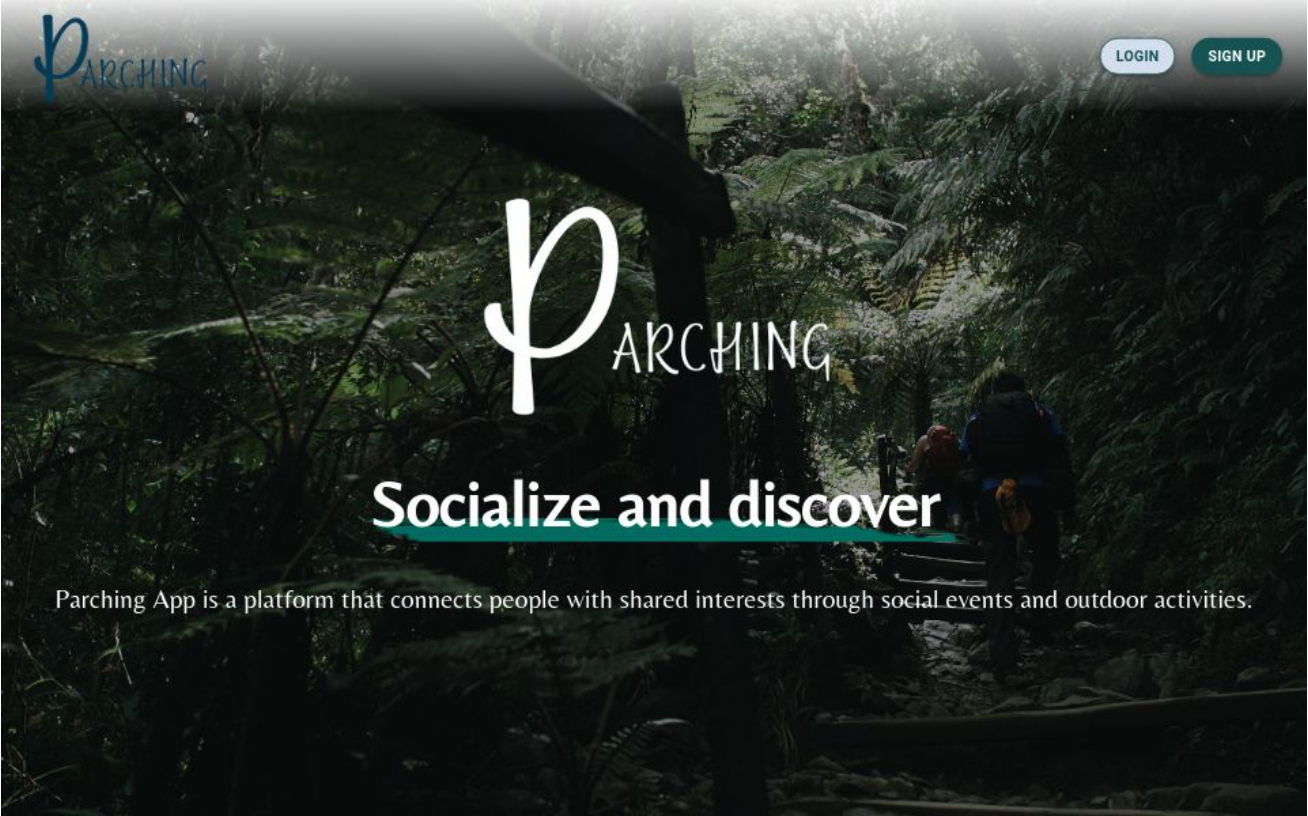 PARCHING
LOGIN
SIGN UP
PARCHING
Socialize and discover
Parching App is a platform that connects people with shared interests through social events and outdoor activities.